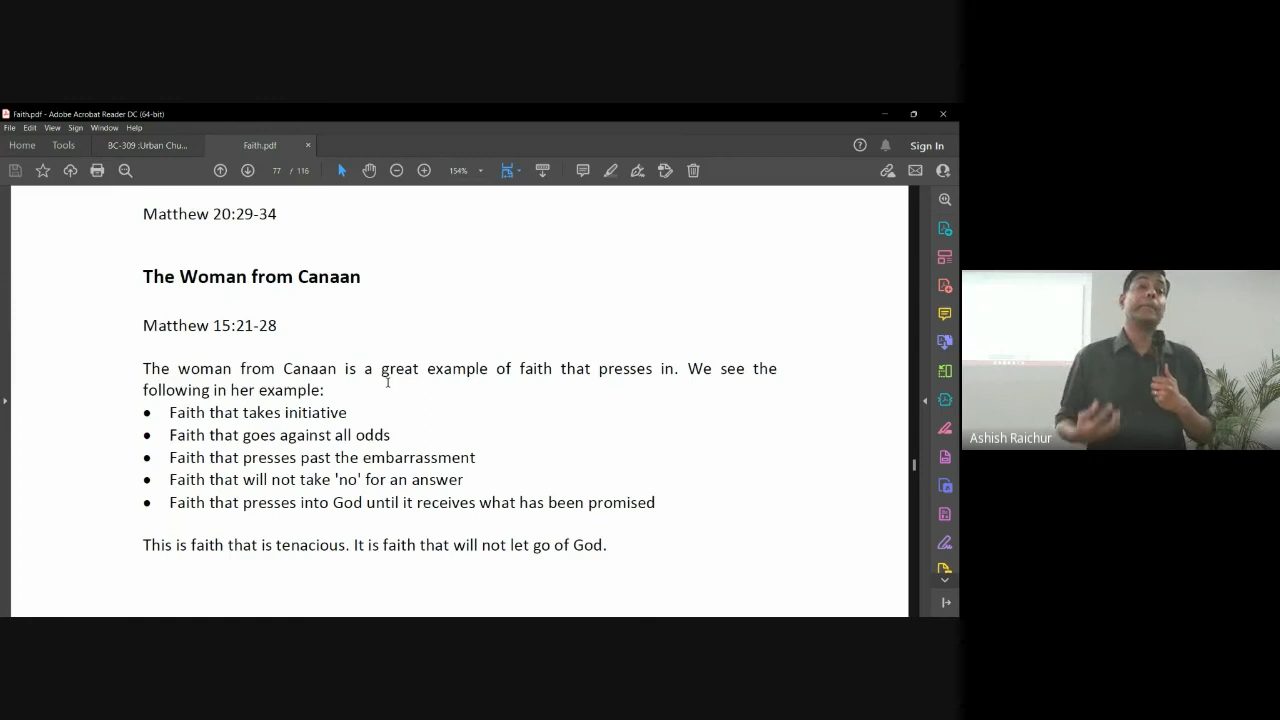 Faith.pdf - Adobe Acrobat Reader DC (64-bit)
File Edit View Sign Window Help
Home Tools BC-309 :Urban Chu... Faith.pdf × Sign In
77 / 116 154%
Matthew 20:29-34
The Woman from Canaan
Matthew 15:21-28
The woman from Canaan is a great example of faith that presses in. We see the
following in her example:
• Faith that takes initiative
• Faith that goes against all odds
• Faith that presses past the embarrassment
• Faith that will not take 'no' for an answer
• Faith that presses into God until it receives what has been promised
This is faith that is tenacious. It is faith that will not let go of God.
Ashish Raichur